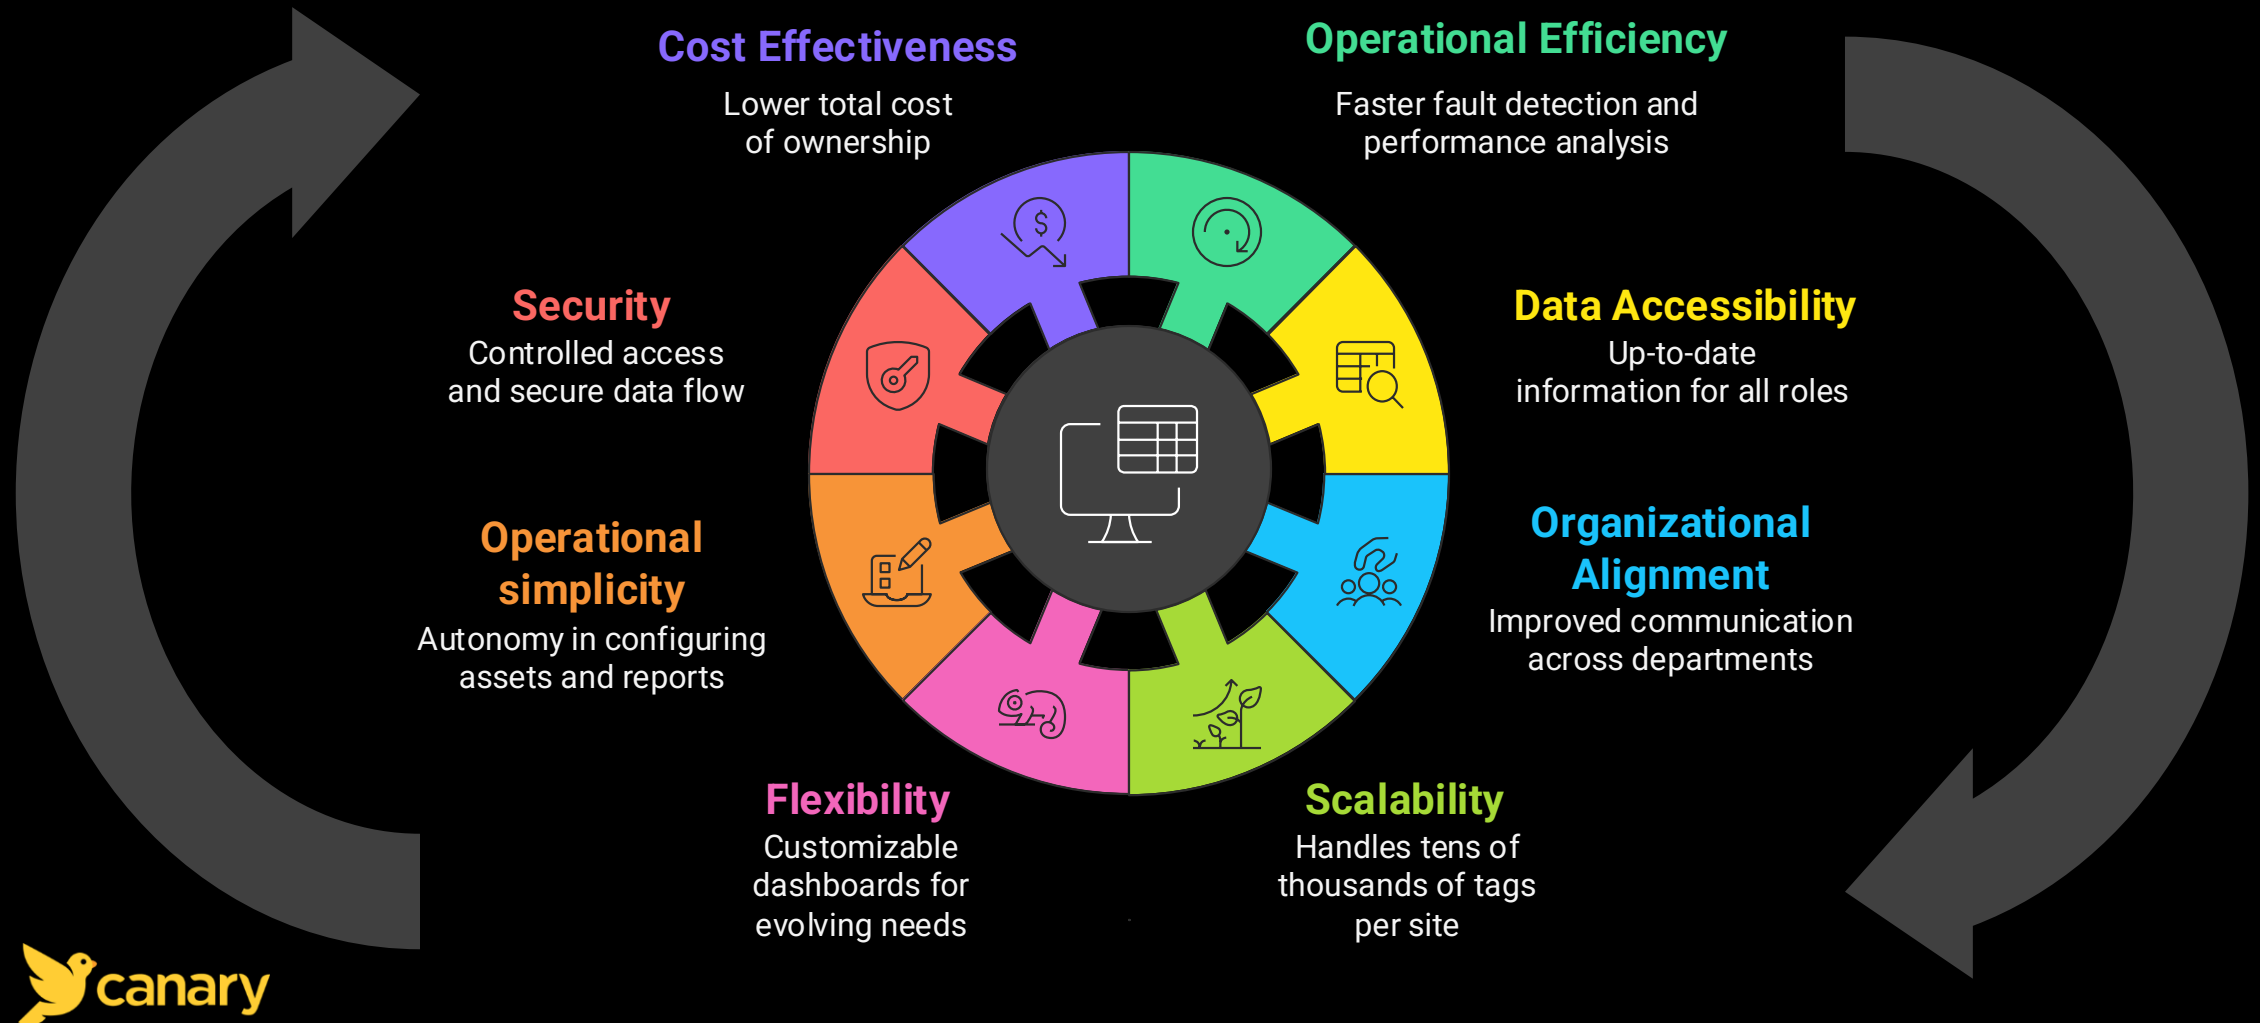 Cost Effectiveness
Lower total cost
of ownership
Operational Efficiency
Faster fault detection and
performance analysis
Security
Controlled access
and secure data flow
Data Accessibility
Up-to-date
information for all roles
Operational
simplicity
Autonomy in configuring
assets and reports
Organizational
Alignment
Improved communication
across departments
Flexibility
Customizable
dashboards for
evolving needs
Scalability
Handles tens of
thousands of tags
per site
$
canary